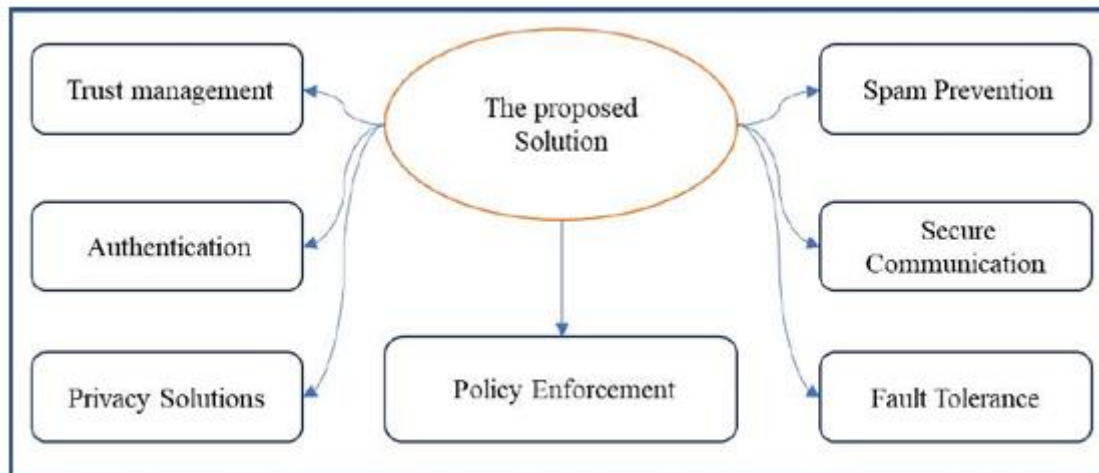 Trust management
The proposed
Solution
Spam Prevention
Authentication
Secure
Communication
Privacy Solutions
Policy Enforcement
Fault Tolerance